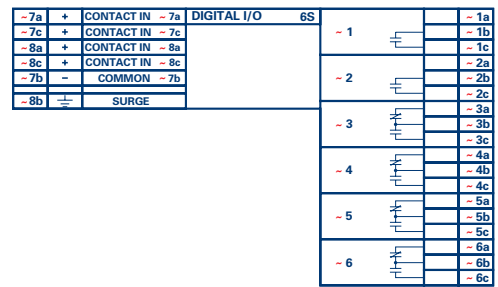 ~ 7a + CONTACT IN ~ 7a DIGITAL I/O 6S
~ 7c + CONTACT IN ~ 7c
~ 8a + CONTACT IN ~ 8a
~ 8c + CONTACT IN ~ 8c
~ 7b – COMMON ~ 7b
~ 8b SURGE
~ 1
~ 1a
~ 1b
~ 1c
~ 2
~ 2a
~ 2b
~ 2c
~ 3
~ 3a
~ 3b
~ 3c
~ 4
~ 4a
~ 4b
~ 4c
~ 5
~ 5a
~ 5b
~ 5c
~ 6
~ 6a
~ 6b
~ 6c